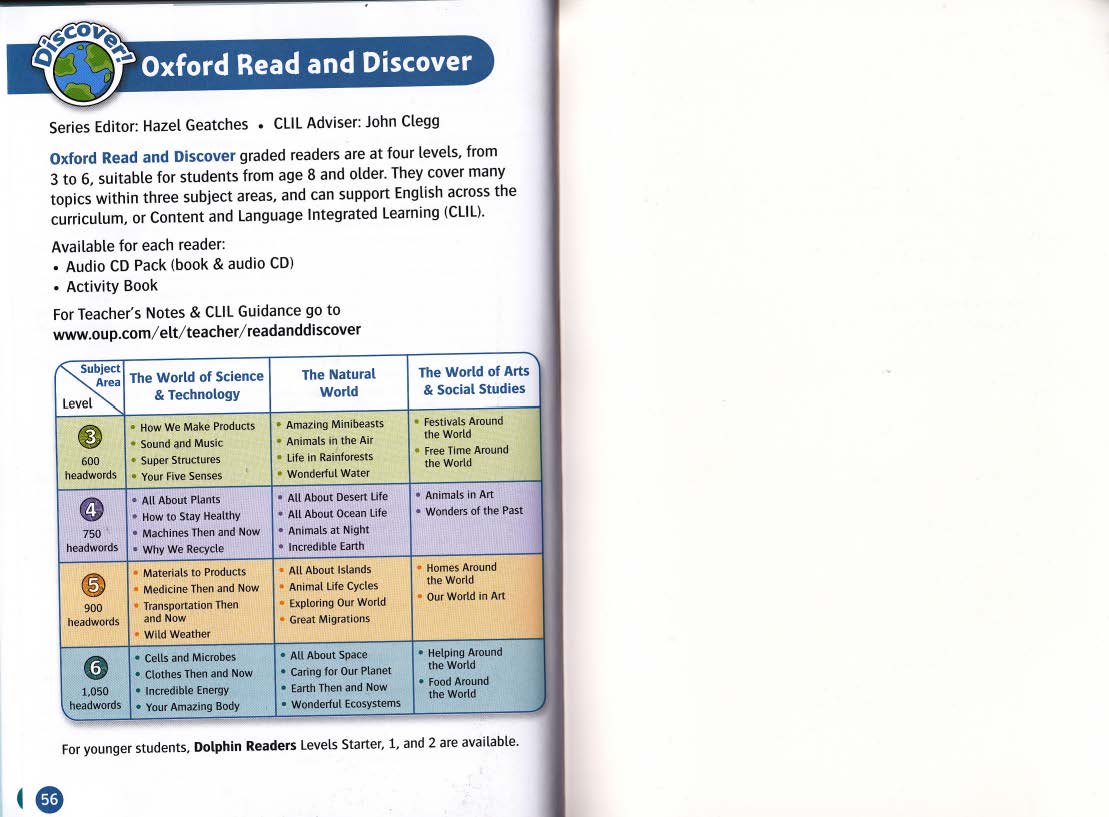 Discover!
Oxford Read and Discover
Series Editor: Hazel Geatches • CLIL Adviser: John Clegg
Oxford Read and Discover graded readers are at four levels, from
3 to 6, suitable for students from age 8 and older. They cover many
topics within three subject areas, and can support English across the
curriculum, or Content and Language Integrated Learning (CLIL).
Available for each reader:
• Audio CD Pack (book & audio CD)
• Activity Book
For Teacher's Notes & CLIL Guidance go to
www.oup.com/elt/teacher/readanddiscover
Subject
Area
Level
The World of Science
& Technology
The Natural
World
The World of Arts
& Social Studies
3
600
headwords
• How We Make Products
• Sound and Music
• Super Structures
• Your Five Senses
• Amazing Minibeasts
• Animals in the Air
• Life in Rainforests
• Wonderful Water
• Festivals Around
the World
• Free Time Around
the World
4
750
headwords
• All About Plants
• How to Stay Healthy
• Machines Then and Now
• Why We Recycle
• All About Desert Life
• All About Ocean Life
• Animals at Night
• Incredible Earth
• Animals in Art
• Wonders of the Past
5
900
headwords
• Materials to Products
• Medicine Then and Now
• Transportation Then
and Now
• Wild Weather
• All About Islands
• Animal Life Cycles
• Exploring Our World
• Great Migrations
• Homes Around
the World
• Our World in Art
6
1,050
headwords
• Cells and Microbes
• Clothes Then and Now
• Incredible Energy
• Your Amazing Body
• All About Space
• Caring for Our Planet
• Earth Then and Now
• Wonderful Ecosystems
• Helping Around
the World
• Food Around
the World
For younger students, Dolphin Readers Levels Starter, 1, and 2 are available.
56